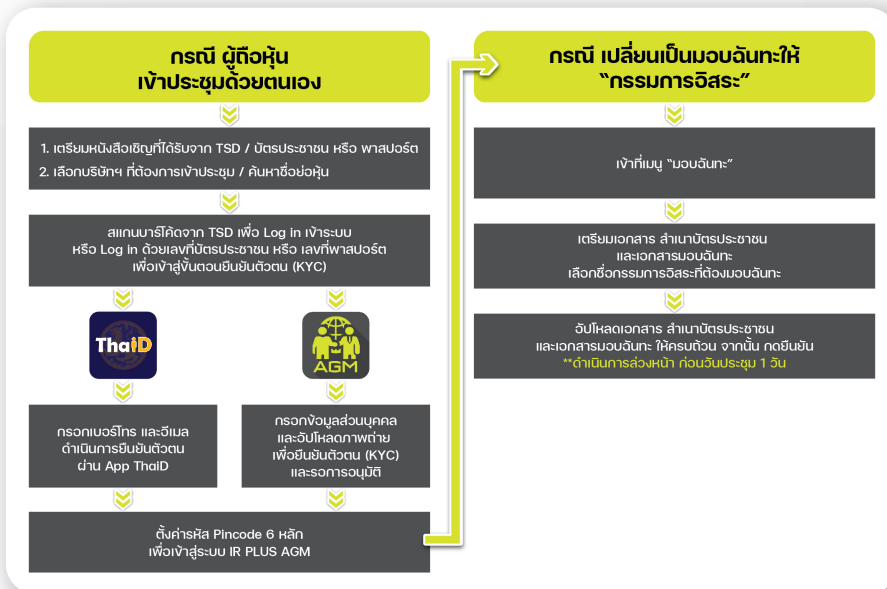 กรณี ผู้ถือหุ้น
เข้าประชุมด้วยตนเอง
1. เตรียมหนังสือเชิญที่ได้รับจาก TSD / บัตรประชาชน หรือ พาสปอร์ต
2. เลือกบริษัทฯ ที่ต้องการเข้าประชุม / ค้นหาชื่อย่อหุ้น
สแกนบาร์โค้ดจาก TSD เพื่อ Log in เข้าระบบ
หรือ Log in ด้วยเลขที่บัตรประชาชน หรือ เลขที่พาสปอร์ต
เพื่อเข้าสู่ขั้นตอนยืนยันตัวตน (KYC)
ThaiD
AGM
กรอกเบอร์โทร และอีเมล
ดำเนินการยืนยันตัวตน
ผ่าน App ThaiD
กรอกข้อมูลส่วนบุคคล
และอัปโหลดภาพถ่าย
เพื่อยืนยันตัวตน (KYC)
และรอการอนุมัติ
ตั้งค่ารหัส Pincode 6 หลัก
เพื่อเข้าสู่ระบบ IR PLUS AGM
กรณี เปลี่ยนเป็นมอบฉันทะให้
“กรรมการอิสระ”
เข้าที่เมนู “มอบฉันทะ”
เตรียมเอกสาร สำเนาบัตรประชาชน
และเอกสารมอบฉันทะ
เลือกชื่อกรรมการอิสระที่ต้องมอบฉันทะ
อัปโหลดเอกสาร สำเนาบัตรประชาชน
และเอกสารมอบฉันทะ ให้ครบถ้วน จากนั้น กดยืนยัน
**ดำเนินการล่วงหน้า ก่อนวันประชุม 1 วัน